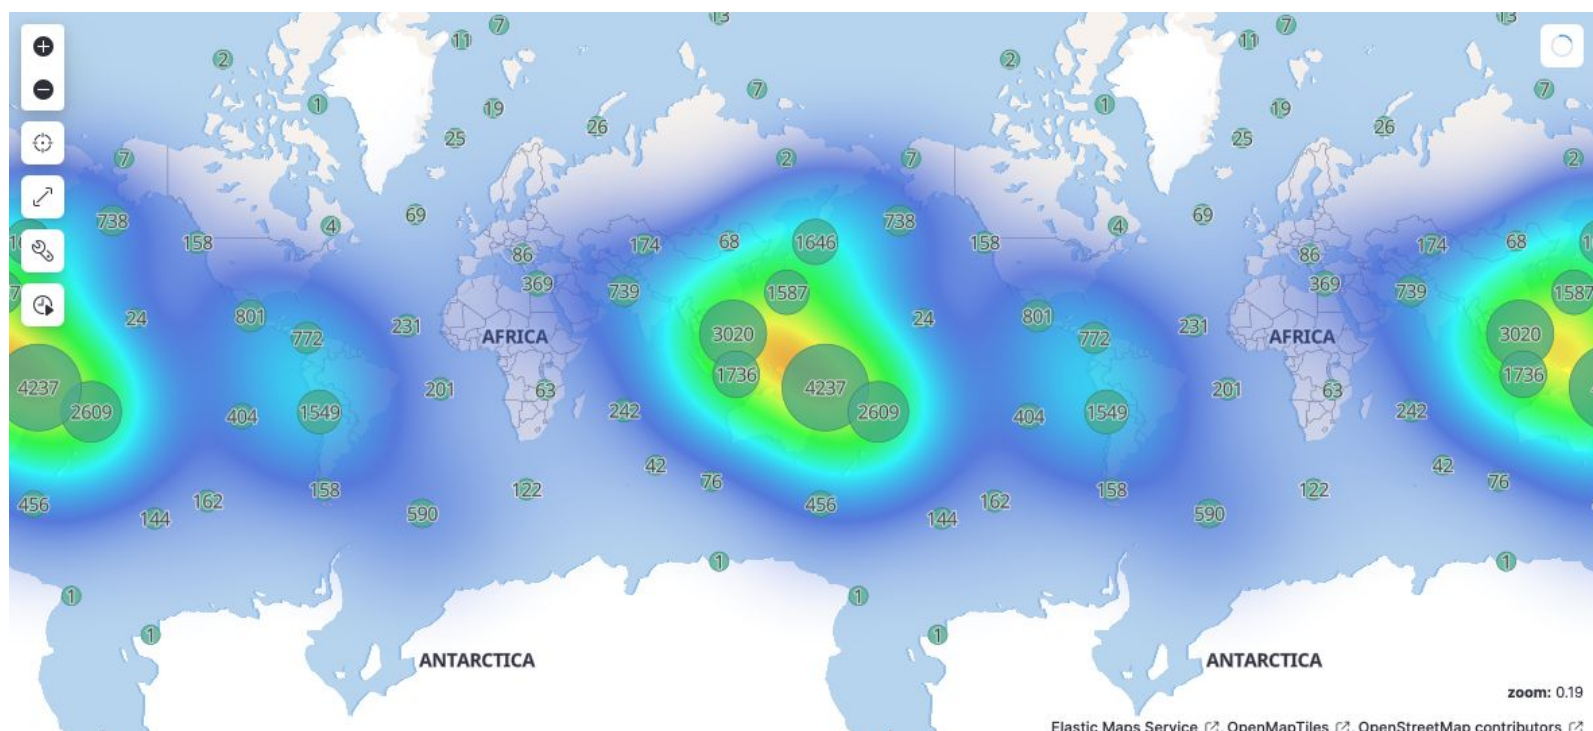 13 13
7 7
11 11
2 2
7 7
1 1
19 19
26 26
25 25
7 2 7 2
69 69
738 738
4 4
158 174 68 1646 158 174 68
86 86
369 369
739 1587 739 1587
24 801 24 801
231 231
772 3020 772 3020
AFRICA AFRICA
1736 1736
4237 201 63 4237 201 63
2609 404 1549 242 2609 404 1549 242
42 42
76 76
158 122 158 122
456 162 456 162
144 590 144 590
1 1
1 1
1 1
ANTARCTICA ANTARCTICA
zoom: 0.19
Elastic Maps Service OpenMapTiles OpenStreetMap contributors